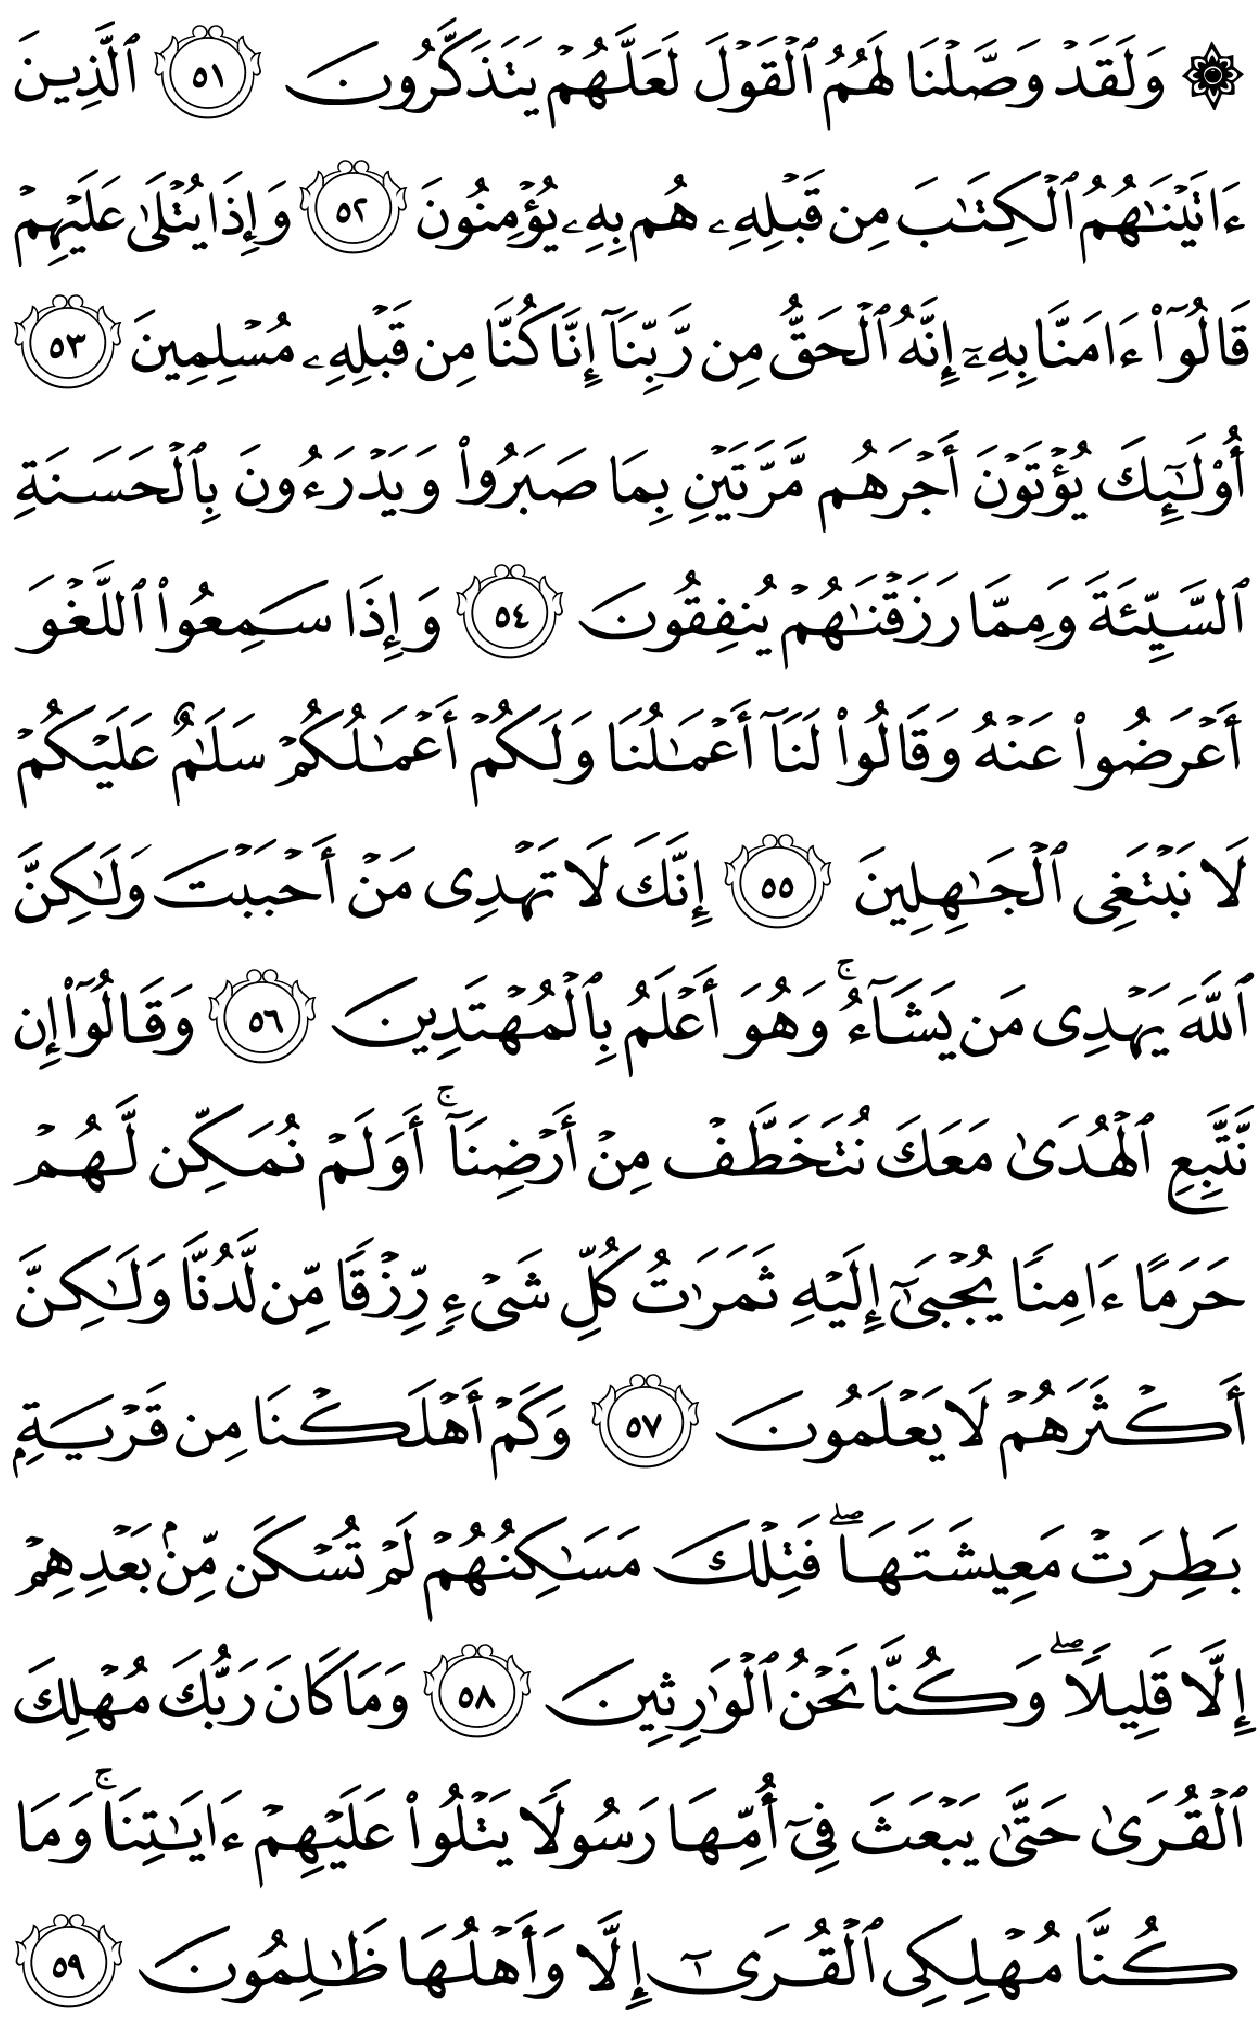 ۞ وَلَقَدۡ وَصَّلۡنَا لَهُمُ ٱلۡقَوۡلَ لَعَلَّهُمۡ يَتَذَكَّرُونَ ٥١ ٱلَّذِينَ
ءَاتَيۡنَٰهُمُ ٱلۡكِتَٰبَ مِن قَبۡلِهِۦ هُم بِهِۦ يُؤۡمِنُونَ ٥٢ وَإِذَا يُتۡلَىٰ عَلَيۡهِمۡ
قَالُوٓاْ ءَامَنَّا بِهِۦٓ إِنَّهُ ٱلۡحَقُّ مِن رَّبِّنَآ إِنَّا كُنَّا مِن قَبۡلِهِۦ مُسۡلِمِينَ ٥٣
أُوْلَٰٓئِكَ يُؤۡتَوۡنَ أَجۡرَهُم مَّرَّتَيۡنِ بِمَا صَبَرُواْ وَيَدۡرَءُونَ بِٱلۡحَسَنَةِ
ٱلسَّيِّئَةَ وَمِمَّا رَزَقۡنَٰهُمۡ يُنفِقُونَ ٥٤ وَإِذَا سَمِعُواْ ٱللَّغۡوَ
أَعۡرَضُواْ عَنۡهُ وَقَالُواْ لَنَآ أَعۡمَٰلُنَا وَلَكُمۡ أَعۡمَٰلُكُمۡ سَلَٰمٌ عَلَيۡكُمۡ
لَا نَبۡتَغِي ٱلۡجَٰهِلِينَ ٥٥ إِنَّكَ لَا تَهۡدِي مَنۡ أَحۡبَبۡتَ وَلَٰكِنَّ
ٱللَّهَ يَهۡدِي مَن يَشَآءُۚ وَهُوَ أَعۡلَمُ بِٱلۡمُهۡتَدِينَ ٥٦ وَقَالُوٓاْ إِن
نَّتَّبِعِ ٱلۡهُدَىٰ مَعَكَ نُتَخَطَّفۡ مِنۡ أَرۡضِنَآۚ أَوَلَمۡ نُمَكِّن لَّهُمۡ
حَرَمًا ءَامِنٗا يُجۡبَىٰٓ إِلَيۡهِ ثَمَرَٰتُ كُلِّ شَيۡءٖ رِّزۡقٗا مِّن لَّدُنَّا وَلَٰكِنَّ
أَكۡثَرَهُمۡ لَا يَعۡلَمُونَ ٥٧ وَكَمۡ أَهۡلَكۡنَا مِن قَرۡيَةِۭ
بَطِرَتۡ مَعِيشَتَهَاۖ فَتِلۡكَ مَسَٰكِنُهُمۡ لَمۡ تُسۡكَن مِّنۢ بَعۡدِهِمۡ
إِلَّا قَلِيلٗاۖ وَكُنَّا نَحۡنُ ٱلۡوَٰرِثِينَ ٥٨ وَمَا كَانَ رَبُّكَ مُهۡلِكَ
ٱلۡقُرَىٰ حَتَّىٰ يَبۡعَثَ فِيٓ أُمِّهَا رَسُولٗا يَتۡلُواْ عَلَيۡهِمۡ ءَايَٰتِنَاۚ وَمَا
كُنَّا مُهۡلِكِي ٱلۡقُرَىٰٓ إِلَّا وَأَهۡلُهَا ظَٰلِمُونَ ٥٩